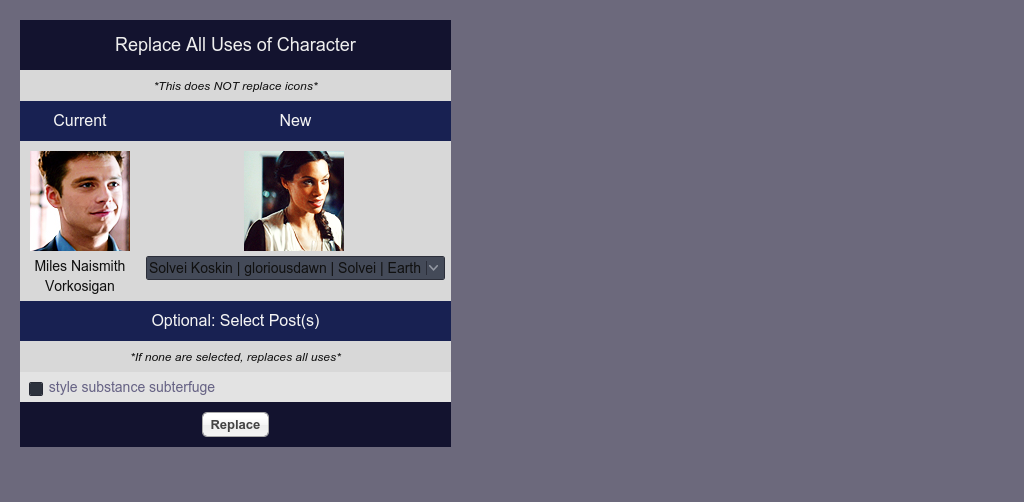 Replace All Uses of Character
*This does NOT replace icons*
Current New
Miles Naismith
Vorkosigan
Solvei Koskin | gloriousdawn | Solvei | Earth
Optional: Select Post(s)
*If none are selected, replaces all uses*
style substance subterfuge
Replace